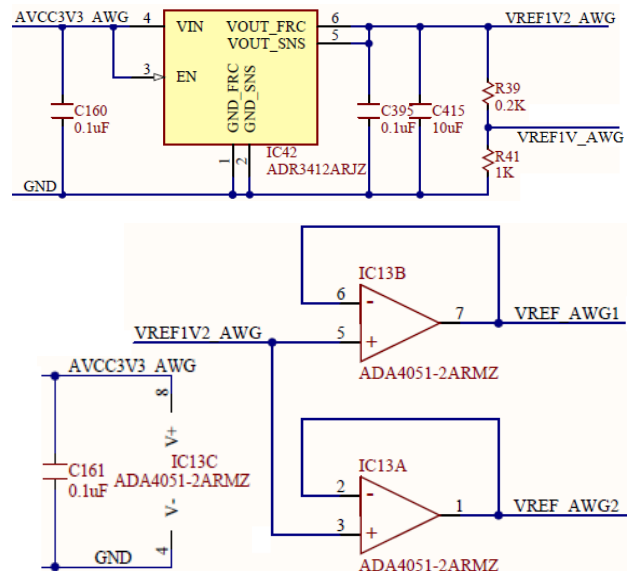 AVCC3V3_AWG 4 VIN VOUT_FRC 6 VREF1V2_AWG
VOUT_SNS 5
3 EN
GND_FRC
GND_SNS
C160
0.1uF
C395
0.1uF
C415
10uF
R39
0.2K
VREF1V_AWG
R41
1K
1
2
IC42
ADR3412ARJZ
GND
IC13B
6 -
7 VREF_AWG1
VREF1V2_AWG 5 +
ADA4051-2ARMZ
AVCC3V3_AWG
8
V+
C161
0.1uF
IC13C
ADA4051-2ARMZ
V-
4
GND
IC13A
2 -
1 VREF_AWG2
3 +
ADA4051-2ARMZ